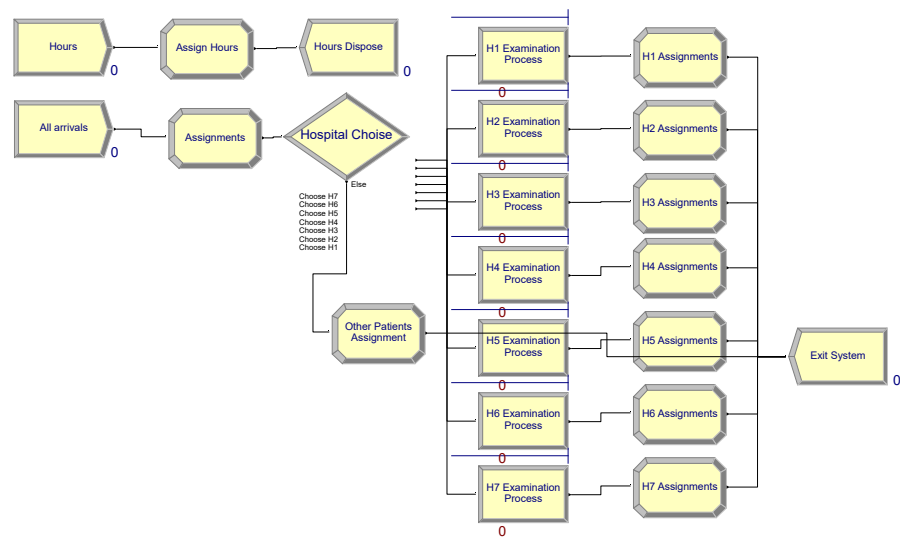 Hours
0
Assign Hours
Hours Dispose
0
All arrivals
0
Assignments
Hospital Choise
Else
Choose H7
Choose H6
Choose H5
Choose H4
Choose H3
Choose H2
Choose H1
Other Patients
Assignment
H1 Examination
Process
0
H1 Assignments
H2 Examination
Process
0
H2 Assignments
H3 Examination
Process
0
H3 Assignments
H4 Examination
Process
0
H4 Assignments
H5 Examination
Process
0
H5 Assignments
H6 Examination
Process
0
H6 Assignments
H7 Examination
Process
0
H7 Assignments
Exit System
0